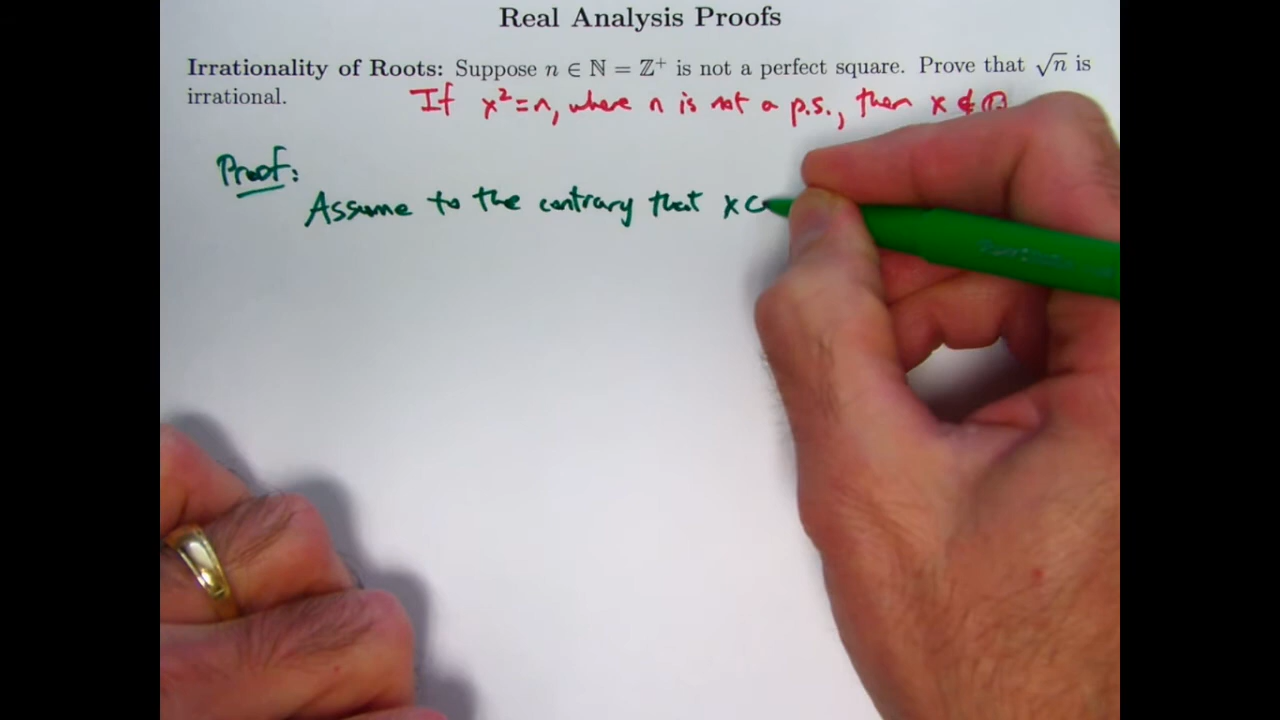 Real Analysis Proofs
Irrationality of Roots: Suppose n ∈ ℕ = ℤ⁺ is not a perfect square. Prove that √n is
irrational.
If x² = n, where n is not a p.s., then x ∉ ℚ
Proof:
Assume to the contrary that x